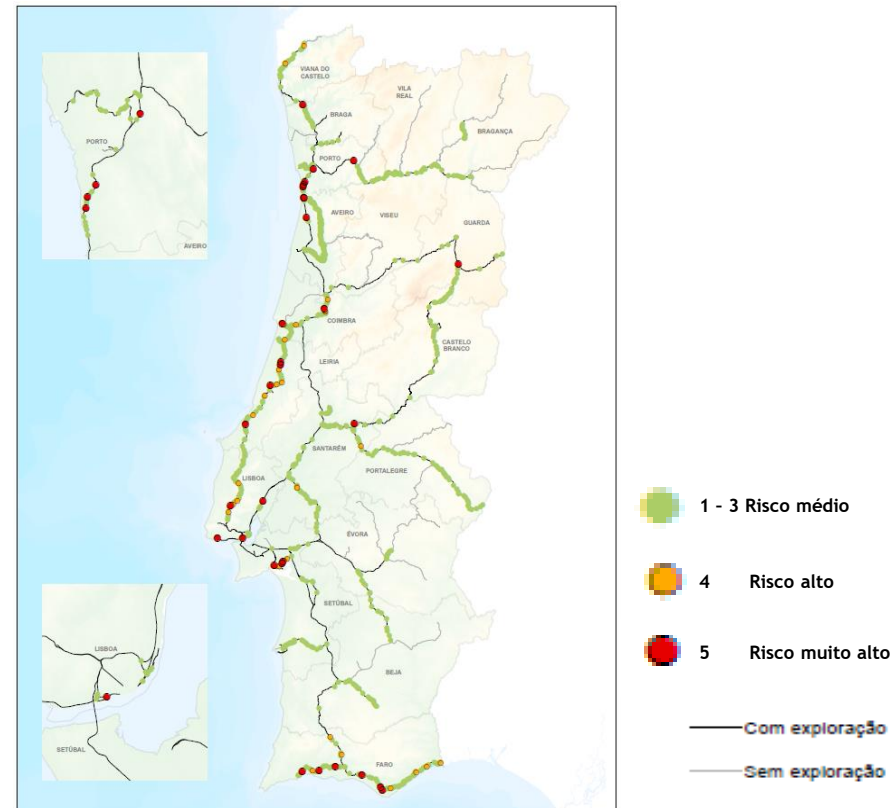 VIANA DO
CASTELO
VILA
REAL
BRAGA
BRAGANÇA
PORTO
PORTO
AVEIRO
VISEU
GUARDA
AVEIRO
COIMBRA
CASTELO
BRANCO
LEIRIA
SANTARÉM
PORTALEGRE
LISBOA
1 - 3 Risco médio
ÉVORA
4 Risco alto
SETÚBAL
LISBOA
5 Risco muito alto
BEJA
Com exploração
SETÚBAL
FARO
Sem exploração